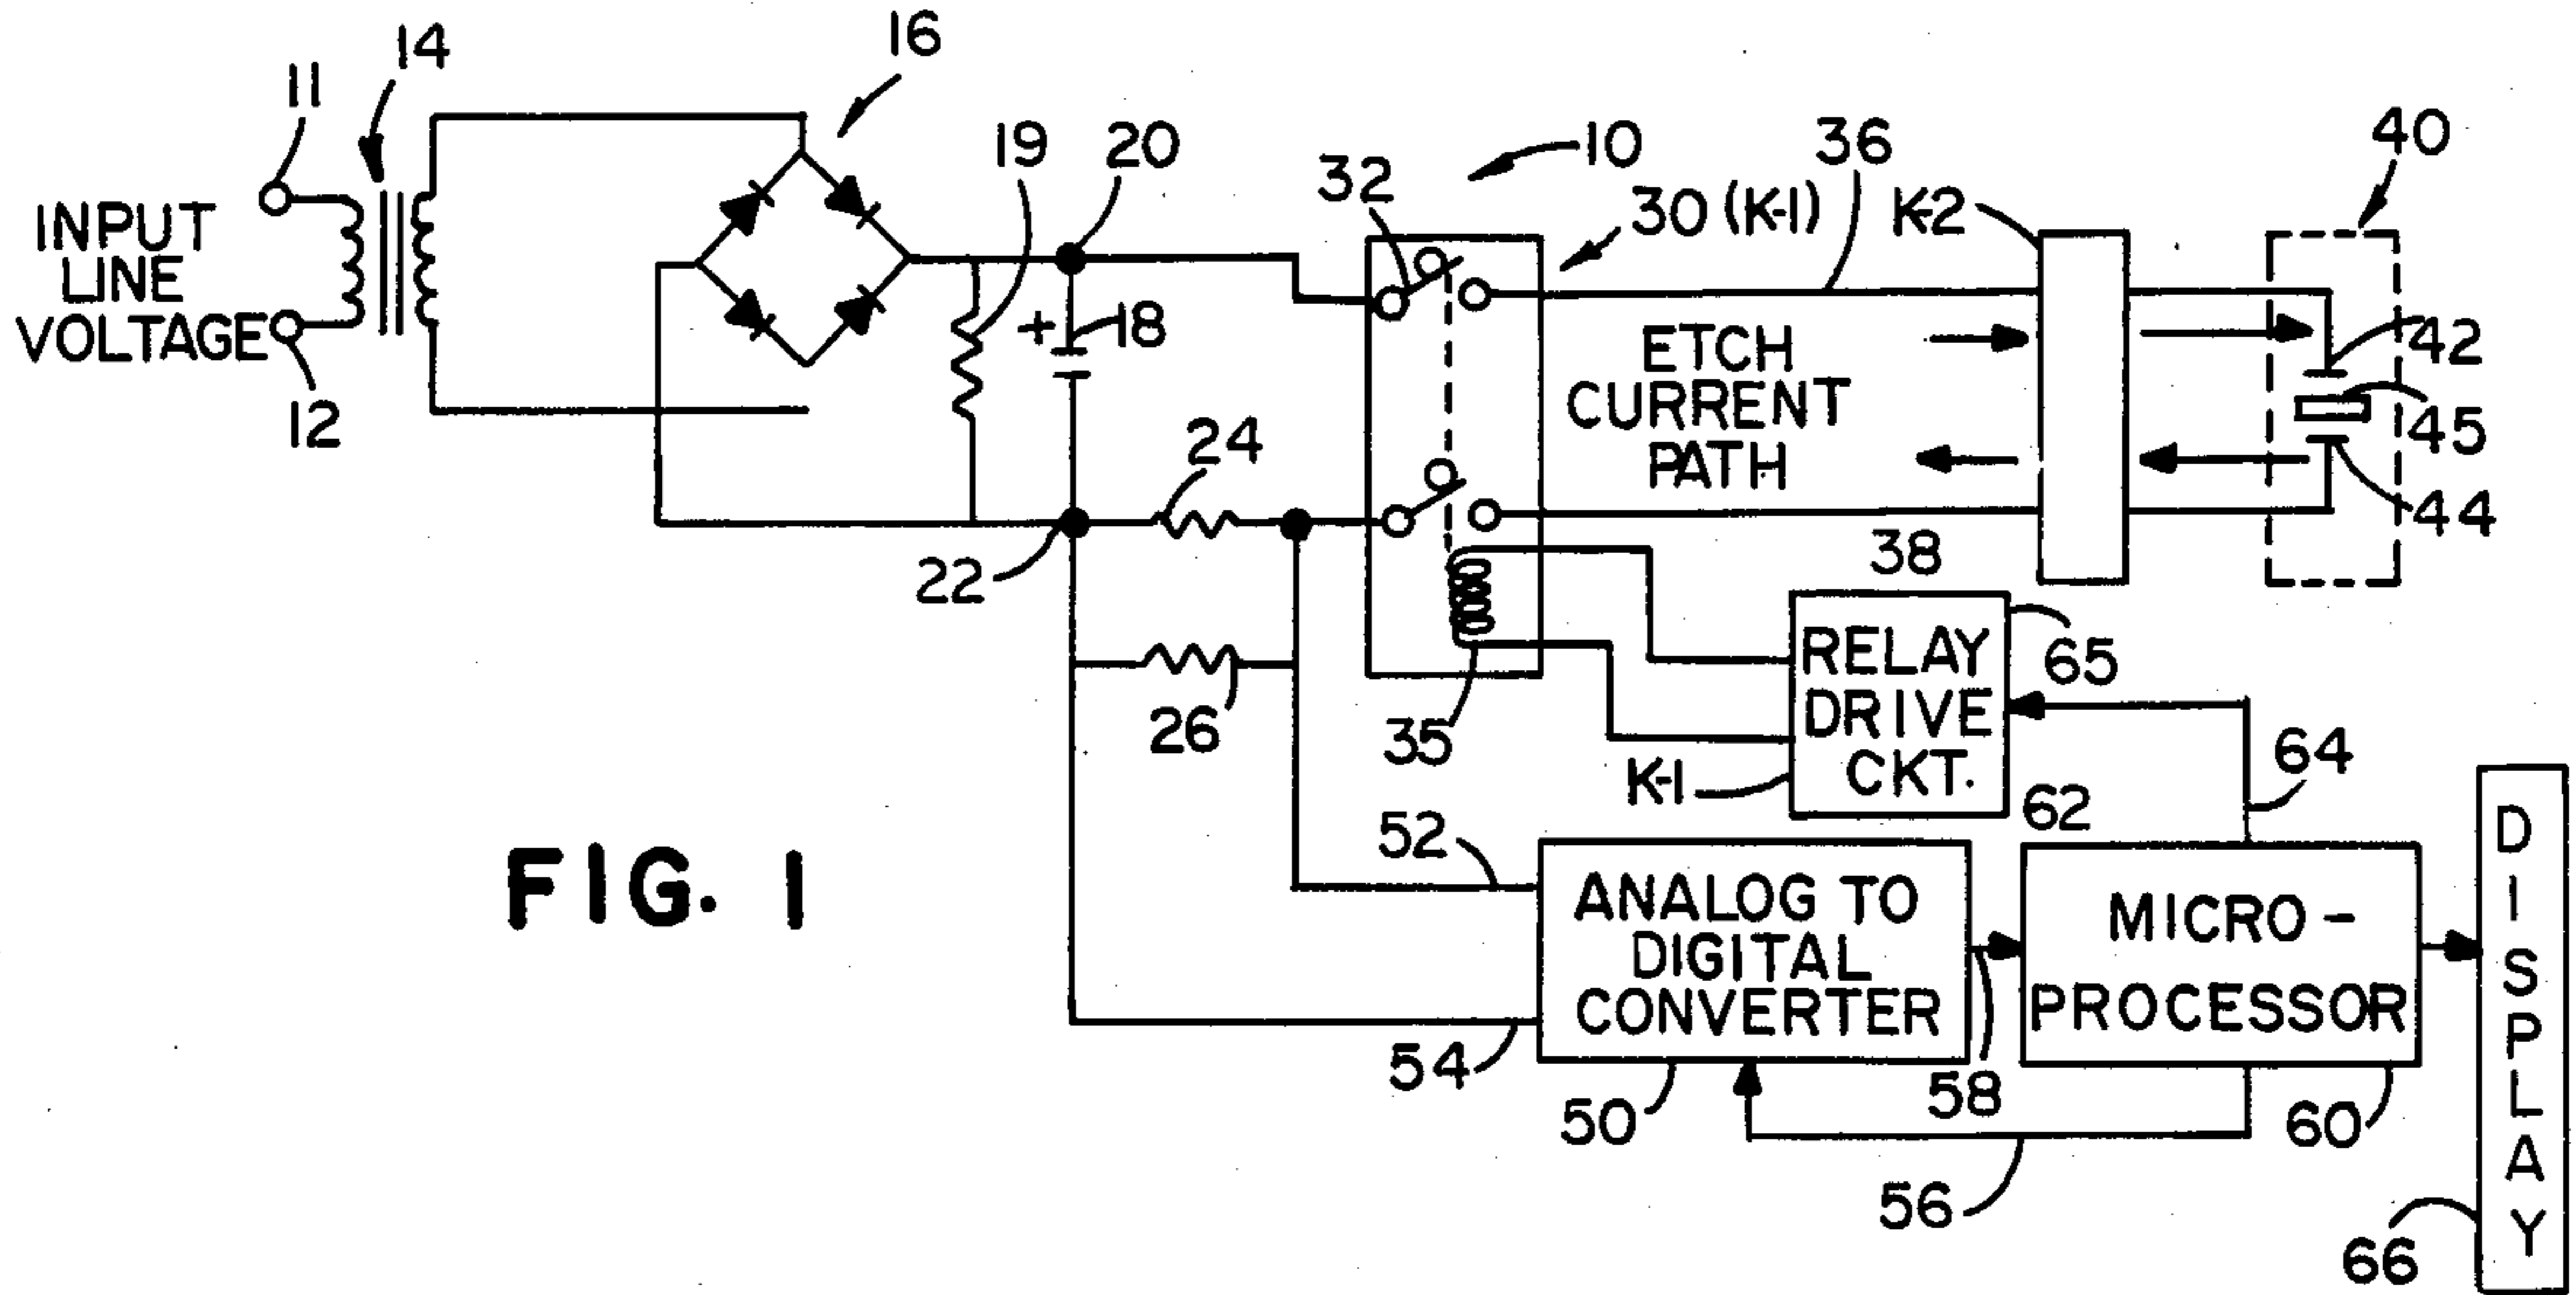 16
14
11
INPUT
LINE
VOLTAGE
12
19
20
+
18
24
22
26
32
10
30 (K-1)
36
K-2
40
ETCH
CURRENT
PATH
42
45
44
38
35
RELAY
DRIVE
CKT.
65
K-1
62
64
52
54
ANALOG TO
DIGITAL
CONVERTER
50
58
56
MICRO-
PROCESSOR
60
DISPLAY
66
FIG. 1